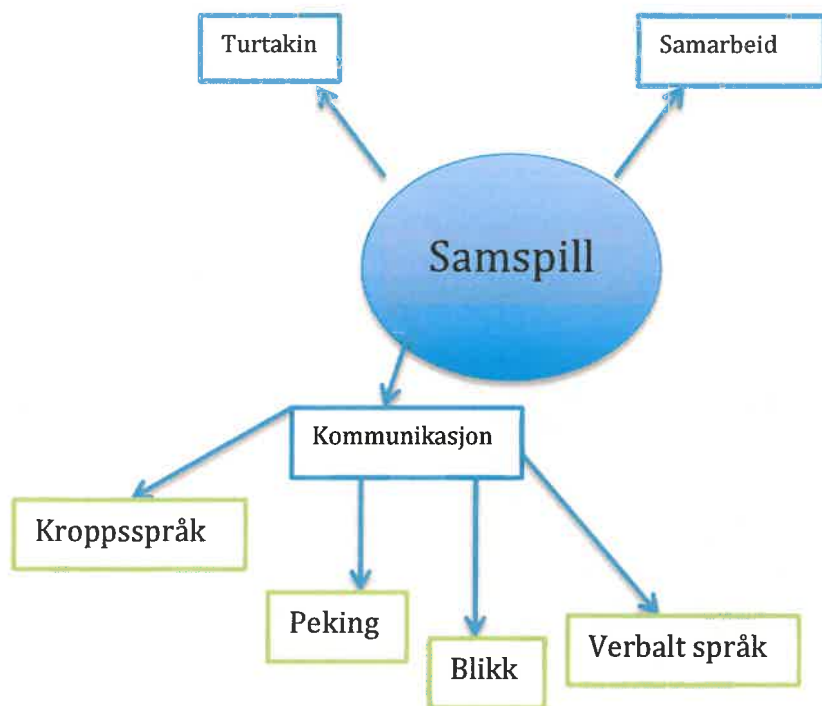 Turtakin
Samarbeid
Samspill
Kommunikasjon
Kroppsspråk
Peking
Blikk
Verbalt språk